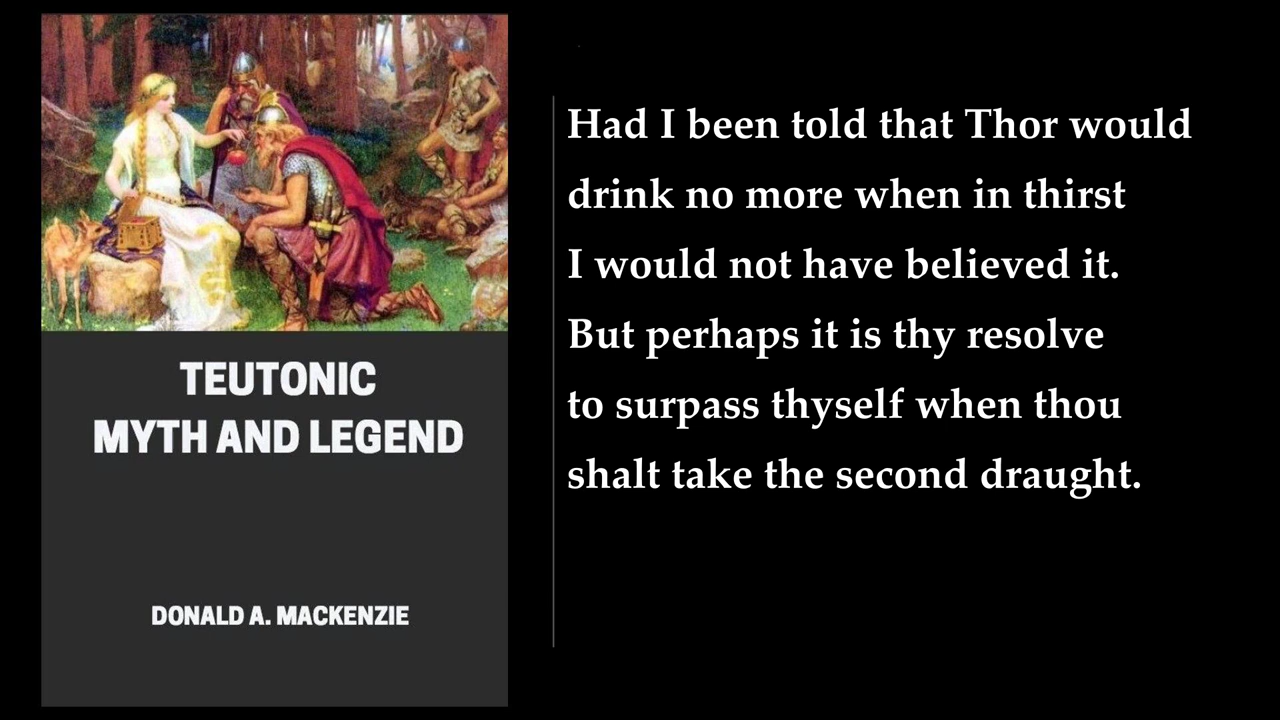 TEUTONIC
MYTH AND LEGEND
DONALD A. MACKENZIE
Had I been told that Thor would
drink no more when in thirst
I would not have believed it.
But perhaps it is thy resolve
to surpass thyself when thou
shalt take the second draught.